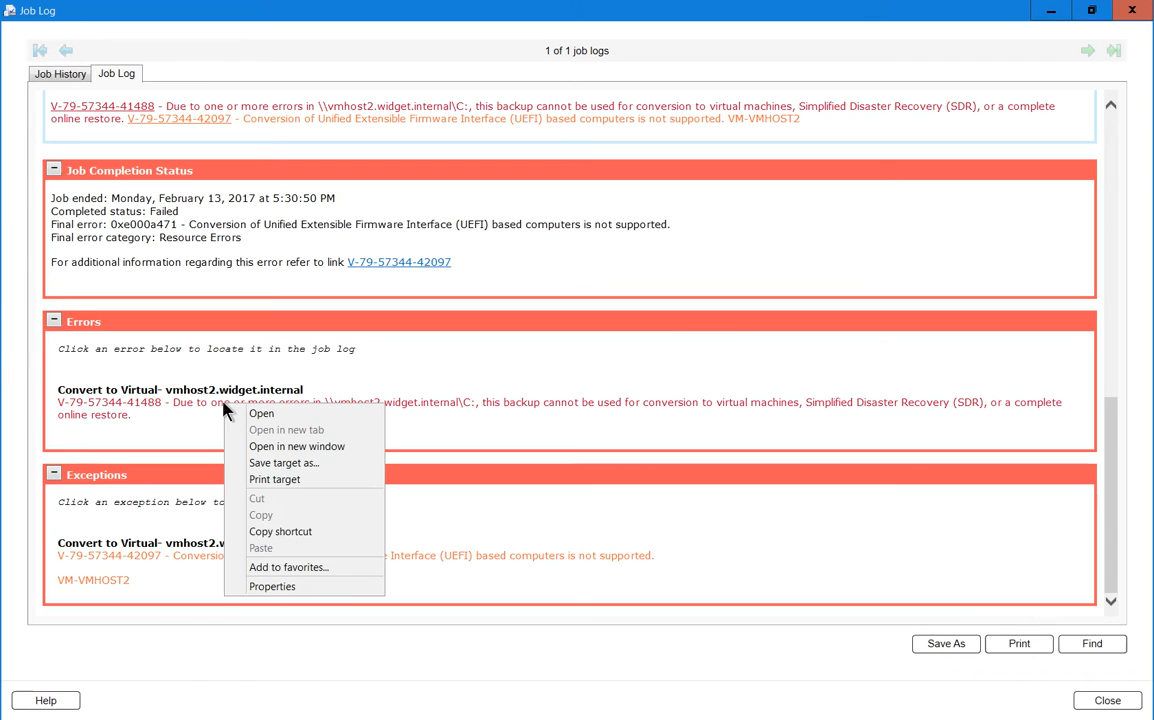 Job Log
1 of 1 job logs
Job History
Job Log
V-79-57344-41488 - Due to one or more errors in \\vmhost2.widget.internal\C:, this backup cannot be used for conversion to virtual machines, Simplified Disaster Recovery (SDR), or a complete
online restore. V-79-57344-42097 - Conversion of Unified Extensible Firmware Interface (UEFI) based computers is not supported. VM-VMHOST2
Job Completion Status
Job ended: Monday, February 13, 2017 at 5:30:50 PM
Completed status: Failed
Final error: 0xe000a471 - Conversion of Unified Extensible Firmware Interface (UEFI) based computers is not supported.
Final error category: Resource Errors
For additional information regarding this error refer to link V-79-57344-42097
Errors
Click an error below to locate it in the job log
Convert to Virtual- vmhost2.widget.internal
V-79-57344-41488 - Due to one or more errors in \\vmhost2.widget.internal\C:, this backup cannot be used for conversion to virtual machines, Simplified Disaster Recovery (SDR), or a complete
online restore.
Open
Open in new tab
Open in new window
Save target as...
Print target
Cut
Copy
Copy shortcut
Paste
Add to favorites...
Properties
Exceptions
Click an exception below to
Convert to Virtual- vmhost2.w
V-79-57344-42097 - Conversio e Interface (UEFI) based computers is not supported.
VM-VMHOST2
Save As
Print
Find
Help
Close